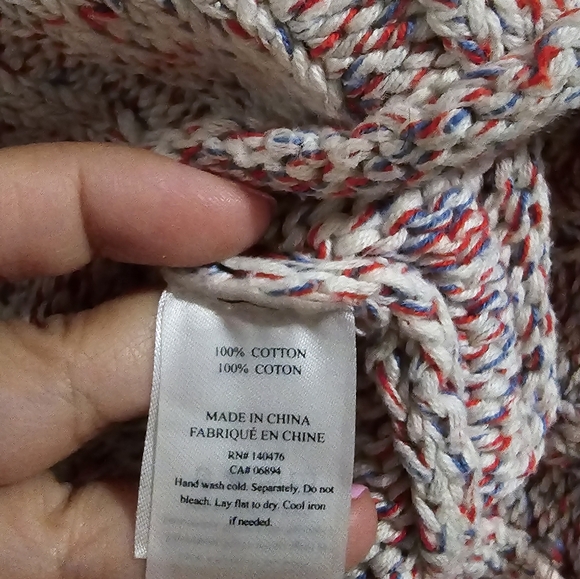 100% COTTON
100% COTON
MADE IN CHINA
FABRIQUÉ EN CHINE
RN# 140476
CA# 06894
Hand wash cold. Separately. Do not
bleach. Lay flat to dry. Cool iron
if needed.